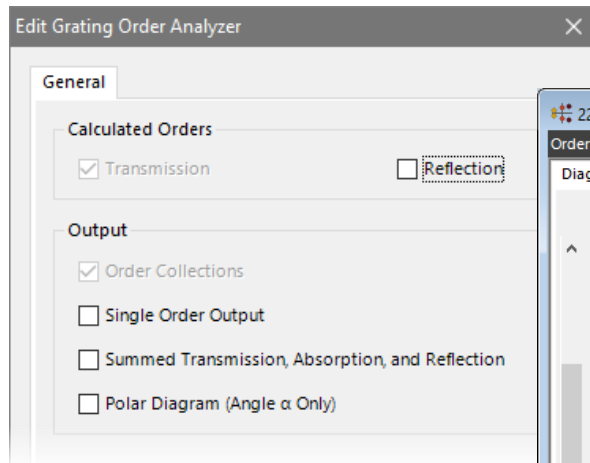 Edit Grating Order Analyzer
General
Calculated Orders
Transmission
Reflection
Output
Order Collections
Single Order Output
Summed Transmission, Absorption, and Reflection
Polar Diagram (Angle α Only)
22
Order